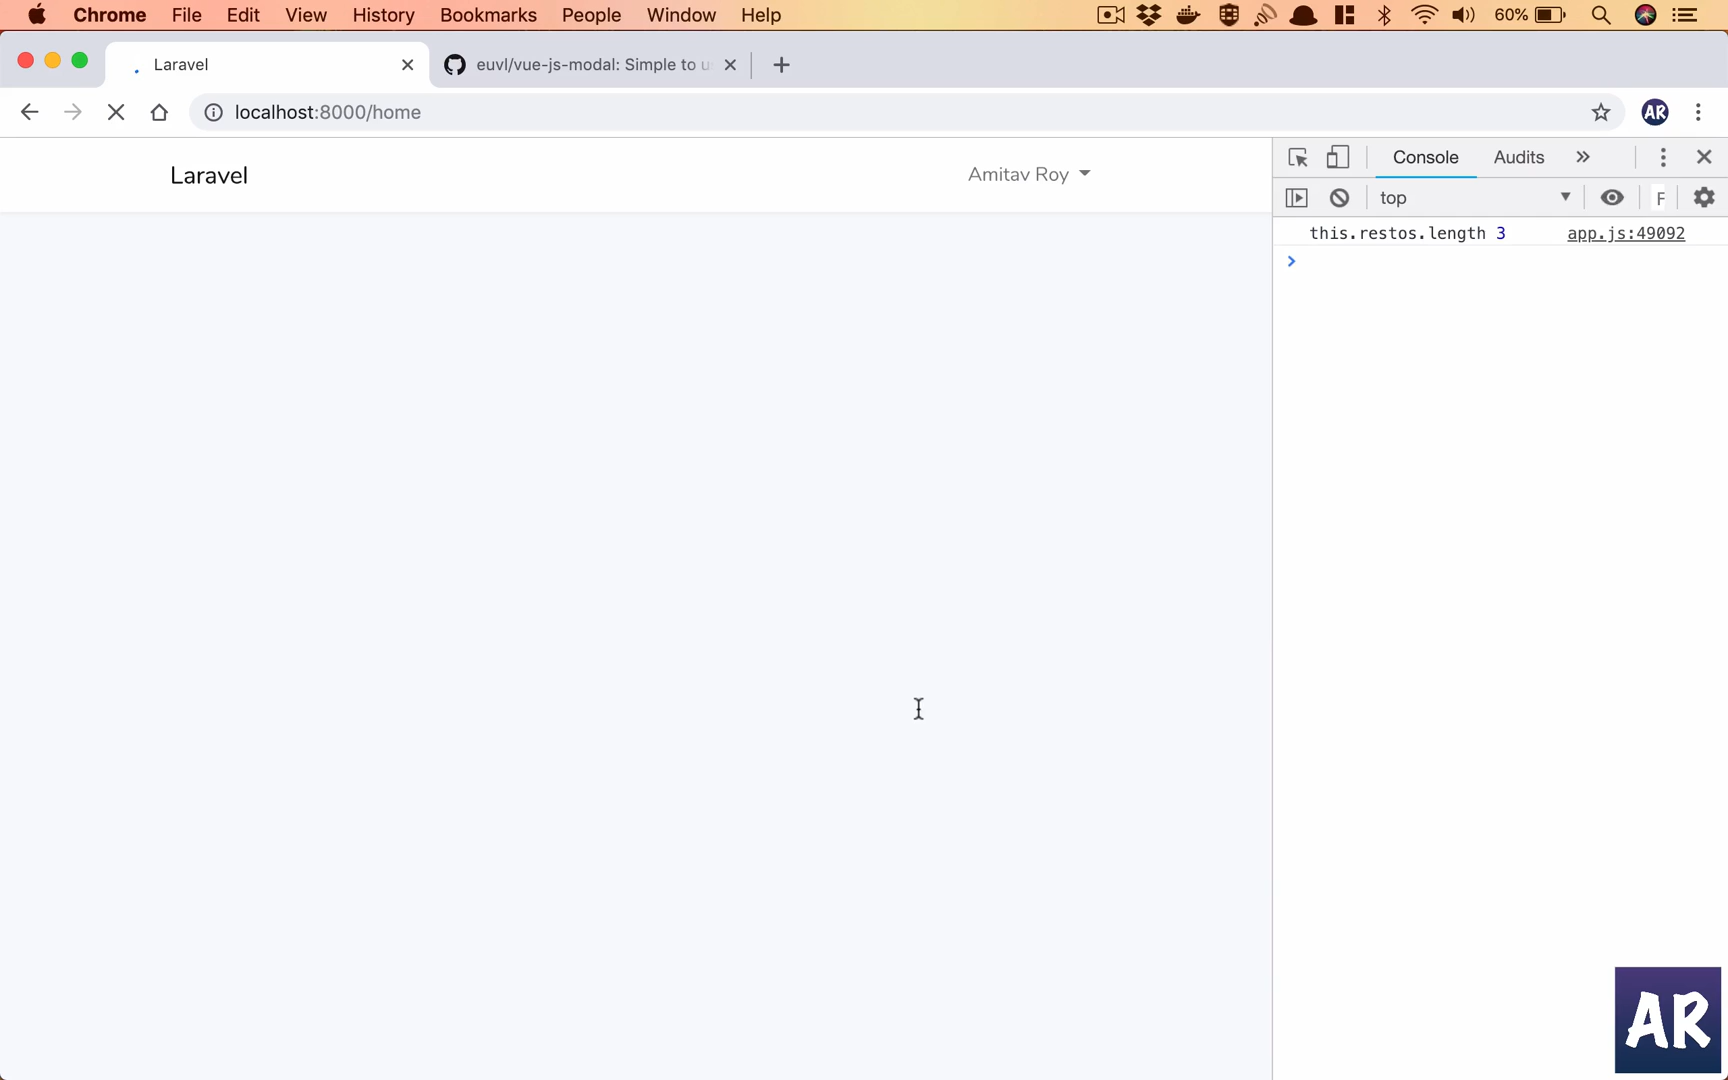 Chrome File Edit View History Bookmarks People Window Help 60%
Laravel euvl/vue-js-modal: Simple to u
localhost:8000/home AR
Laravel Amitav Roy
Console Audits
top F
this.restos.length 3 app.js:49092
AR